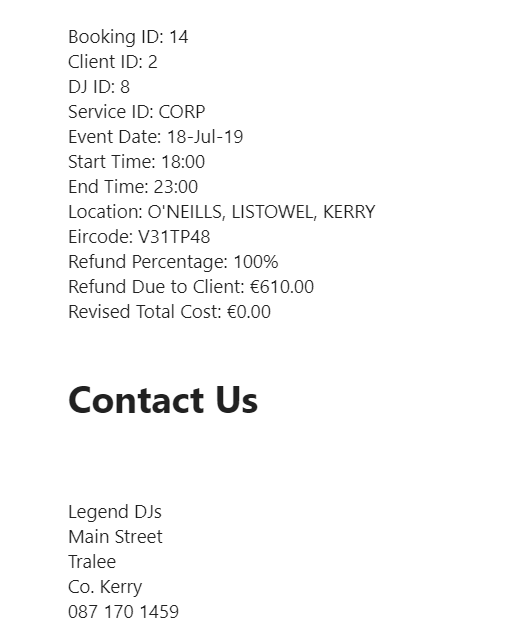 Booking ID: 14
Client ID: 2
DJ ID: 8
Service ID: CORP
Event Date: 18-Jul-19
Start Time: 18:00
End Time: 23:00
Location: O'NEILLS, LISTOWEL, KERRY
Eircode: V31TP48
Refund Percentage: 100%
Refund Due to Client: €610.00
Revised Total Cost: €0.00
Contact Us
Legend DJs
Main Street
Tralee
Co. Kerry
087 170 1459